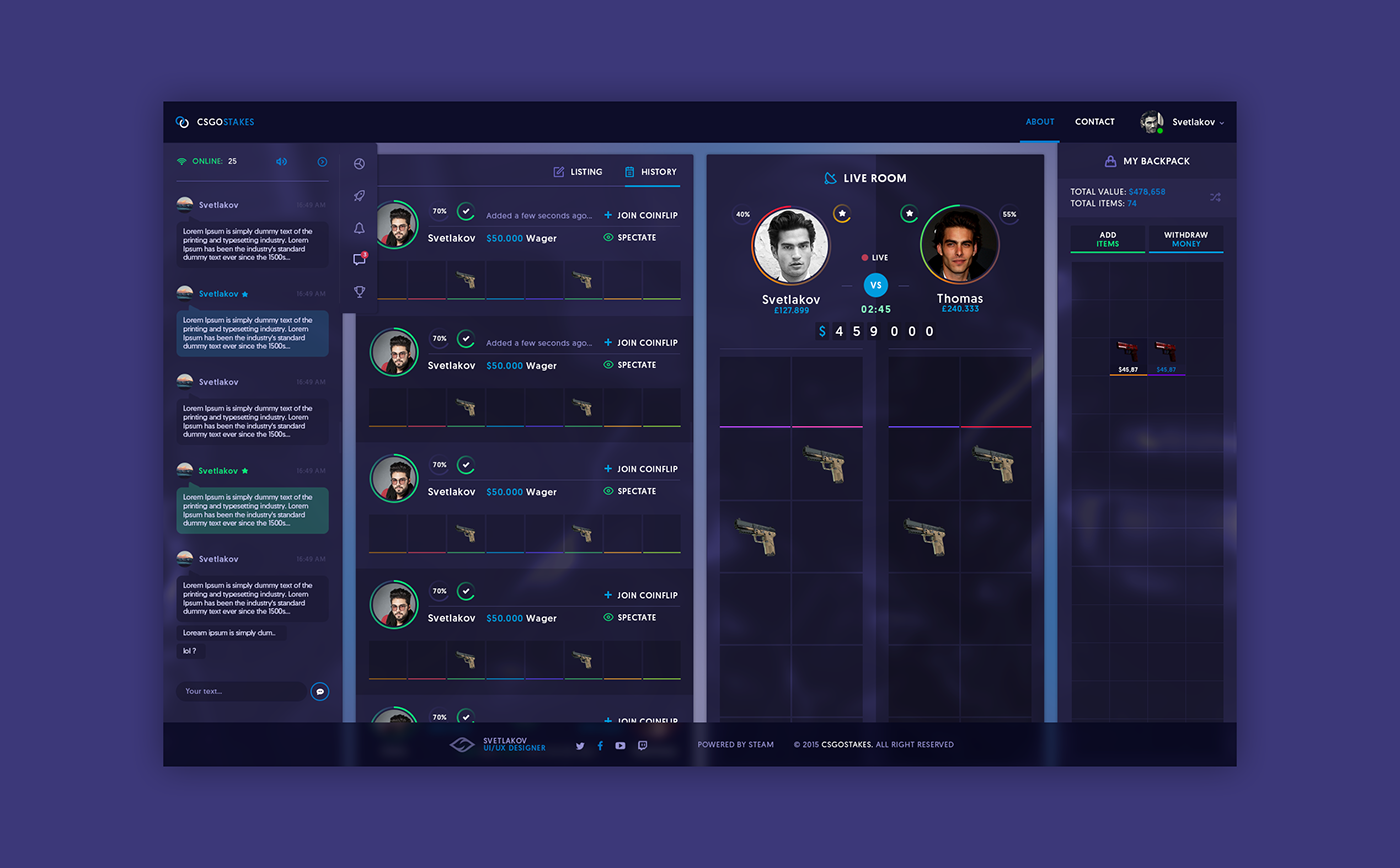 CSGOSTAKES
ABOUT
CONTACT
Svetlakov
ONLINE: 25
Svetlakov
16:49 AM
Lorem Ipsum is simply dummy text of the
printing and typesetting industry. Lorem
Ipsum has been the industry's standard
dummy text ever since the 1500s...
Svetlakov
16:49 AM
Lorem Ipsum is simply dummy text of the
printing and typesetting industry. Lorem
Ipsum has been the industry's standard
dummy text ever since the 1500s...
Svetlakov
16:49 AM
Lorem Ipsum is simply dummy text of the
printing and typesetting industry. Lorem
Ipsum has been the industry's standard
dummy text ever since the 1500s...
Svetlakov
16:49 AM
Lorem Ipsum is simply dummy text of the
printing and typesetting industry. Lorem
Ipsum has been the industry's standard
dummy text ever since the 1500s...
Svetlakov
16:49 AM
Lorem Ipsum is simply dummy text of the
printing and typesetting industry. Lorem
Ipsum has been the industry's standard
dummy text ever since the 1500s...
Loream ipsum is simply dum..
lol ?
Your text...
LISTING
HISTORY
70%
Added a few seconds ago...
JOIN COINFLIP
Svetlakov
$50.000 Wager
SPECTATE
70%
Added a few seconds ago...
JOIN COINFLIP
Svetlakov
$50.000 Wager
SPECTATE
70%
JOIN COINFLIP
Svetlakov
$50.000 Wager
SPECTATE
70%
JOIN COINFLIP
Svetlakov
$50.000 Wager
SPECTATE
70%
JOIN COINFLIP
LIVE ROOM
40%
55%
LIVE
VS
02:45
Svetlakov
£127.899
Thomas
£240.333
$ 4 5 9 0 0 0
MY BACKPACK
TOTAL VALUE: $478,658
TOTAL ITEMS: 74
ADD
ITEMS
WITHDRAW
MONEY
$45,87
$45,87
SVETLAKOV
UI/UX DESIGNER
POWERED BY STEAM
© 2015 CSGOSTAKES. ALL RIGHT RESERVED